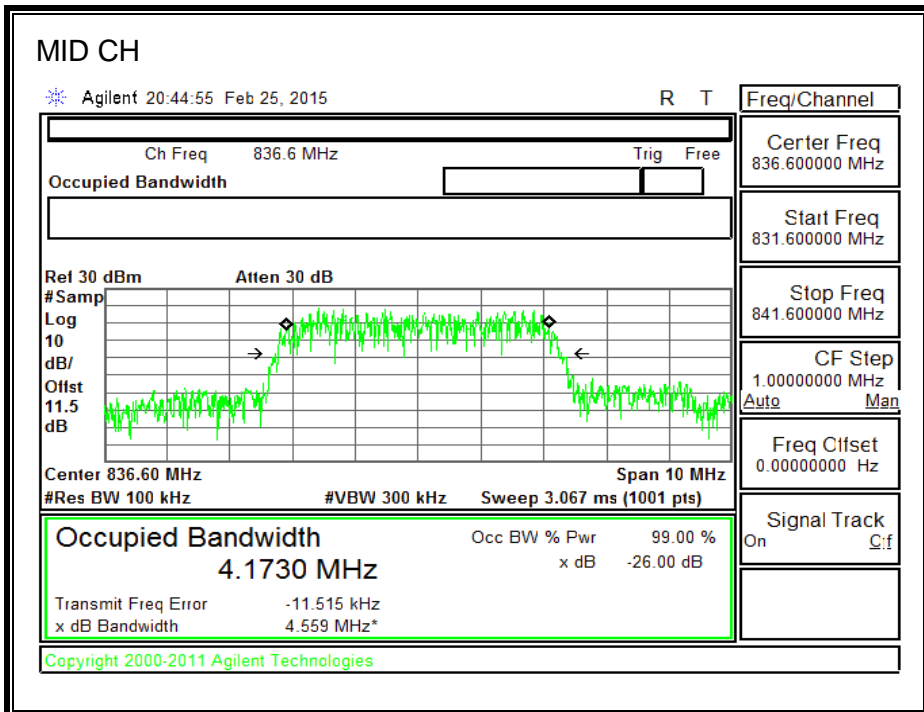 MID CH
Agilent 20:44:55 Feb 25, 2015 R T
Ch Freq 836.6 MHz Trig Free
Occupied Bandwidth
Ref 30 dBm Atten 30 dB
#Samp
Log
10
dB/
Offst
11.5
dB
Center 836.60 MHz Span 10 MHz
#Res BW 100 kHz #VBW 300 kHz Sweep 3.067 ms (1001 pts)
Occupied Bandwidth Occ BW % Pwr 99.00 %
4.1730 MHz x dB -26.00 dB
Transmit Freq Error -11.515 kHz
x dB Bandwidth 4.559 MHz*
Copyright 2000-2011 Agilent Technologies
Freq/Channel
Center Freq
836.600000 MHz
Start Freq
831.600000 MHz
Stop Freq
841.600000 MHz
CF Step
1.00000000 MHz
Auto Man
Freq Offset
0.00000000 Hz
Signal Track
On Off